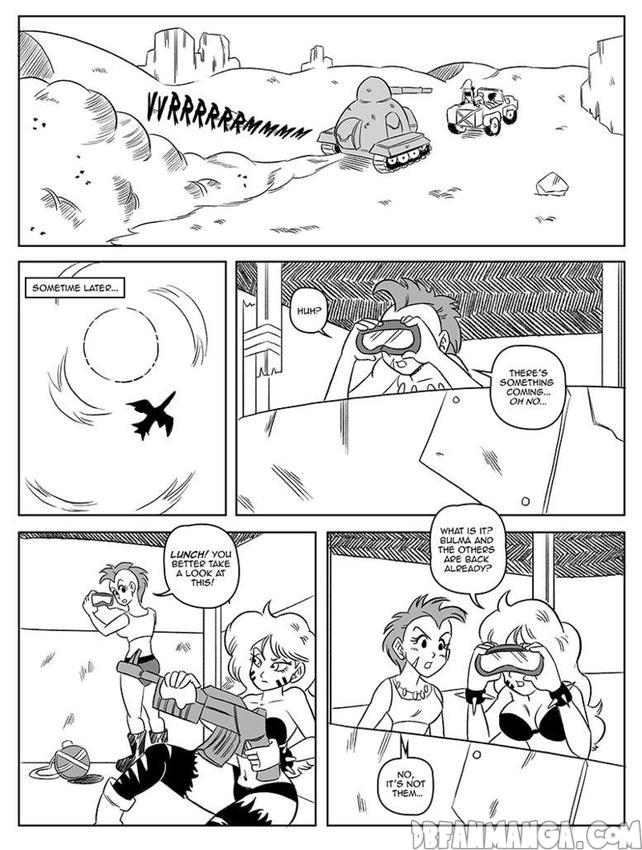 VVRRRRRRMMMM
SOMETIME LATER...
HUH?
THERE'S
SOMETHING
COMING...
OH NO...
LUNCH! YOU
BETTER TAKE
A LOOK AT
THIS!
WHAT IS IT?
BULMA AND
THE OTHERS
ARE BACK
ALREADY?
NO,
IT'S NOT
THEM...
DBFANMANGA.COM